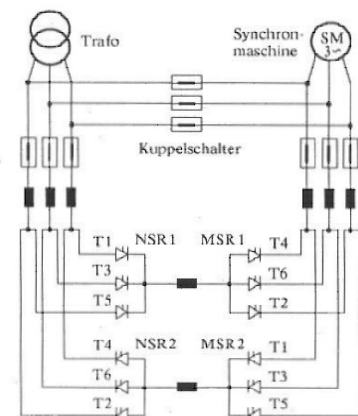 Trafo
Synchron-
maschine
SM
3~
Kuppelschalter
T1 NSR1 MSR1 T4
T3 T6
T5 T2
T4 NSR2 MSR2 T1
T6 T3
T2 T5